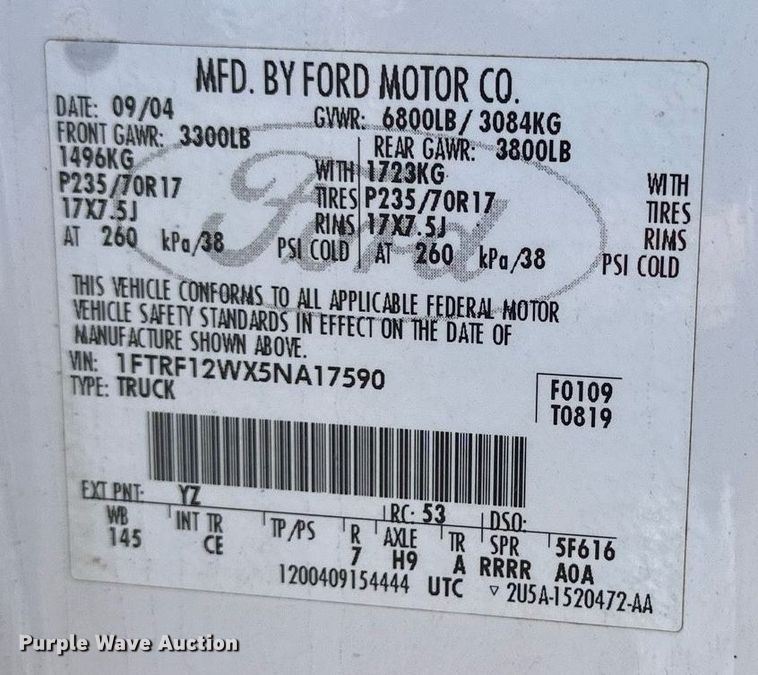 MFD. BY FORD MOTOR CO.
DATE: 09/04 GVWR: 6800LB/ 3084KG
FRONT GAWR: 3300LB REAR GAWR: 3800LB
1496KG WITH 1723KG WITH
P235/70R17 TIRES P235/70R17 TIRES
17X7.5J RIMS 17X7.5J RIMS
AT 260 kPa/38 PSI COLD AT 260 kPa/38 PSI COLD
Ford
THIS VEHICLE CONFORMS TO ALL APPLICABLE FEDERAL MOTOR
VEHICLE SAFETY STANDARDS IN EFFECT ON THE DATE OF
MANUFACTURE SHOWN ABOVE.
VIN: 1FTRF12WX5NA17590 F0109
TYPE: TRUCK T0819
EXT PNT: YZ RC: 53 DSO:
WB INT TR TP/PS R AXLE TR SPR 5F616
145 CE 7 H9 A RRRR A0A
1200409154444 UTC ▽ 2U5A-1520472-AA
Purple Wave Auction